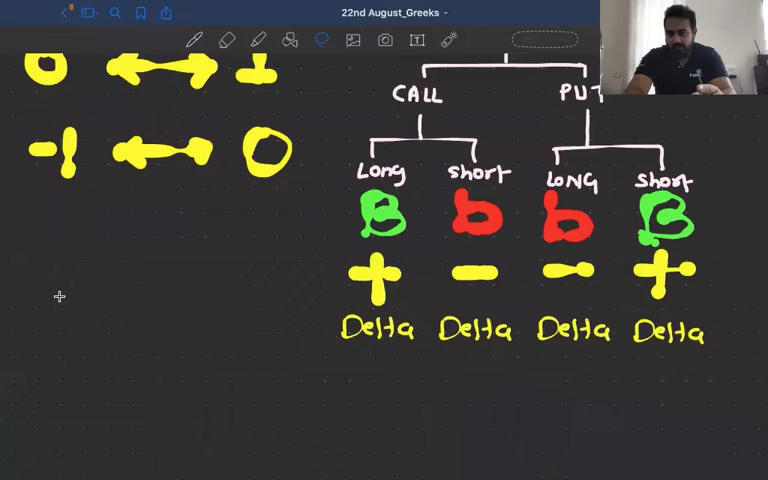 22nd August_Greeks
0 1
CALL PUT
-1 0
Long short LONG short
B b b B
+ - - +
Delta Delta Delta Delta